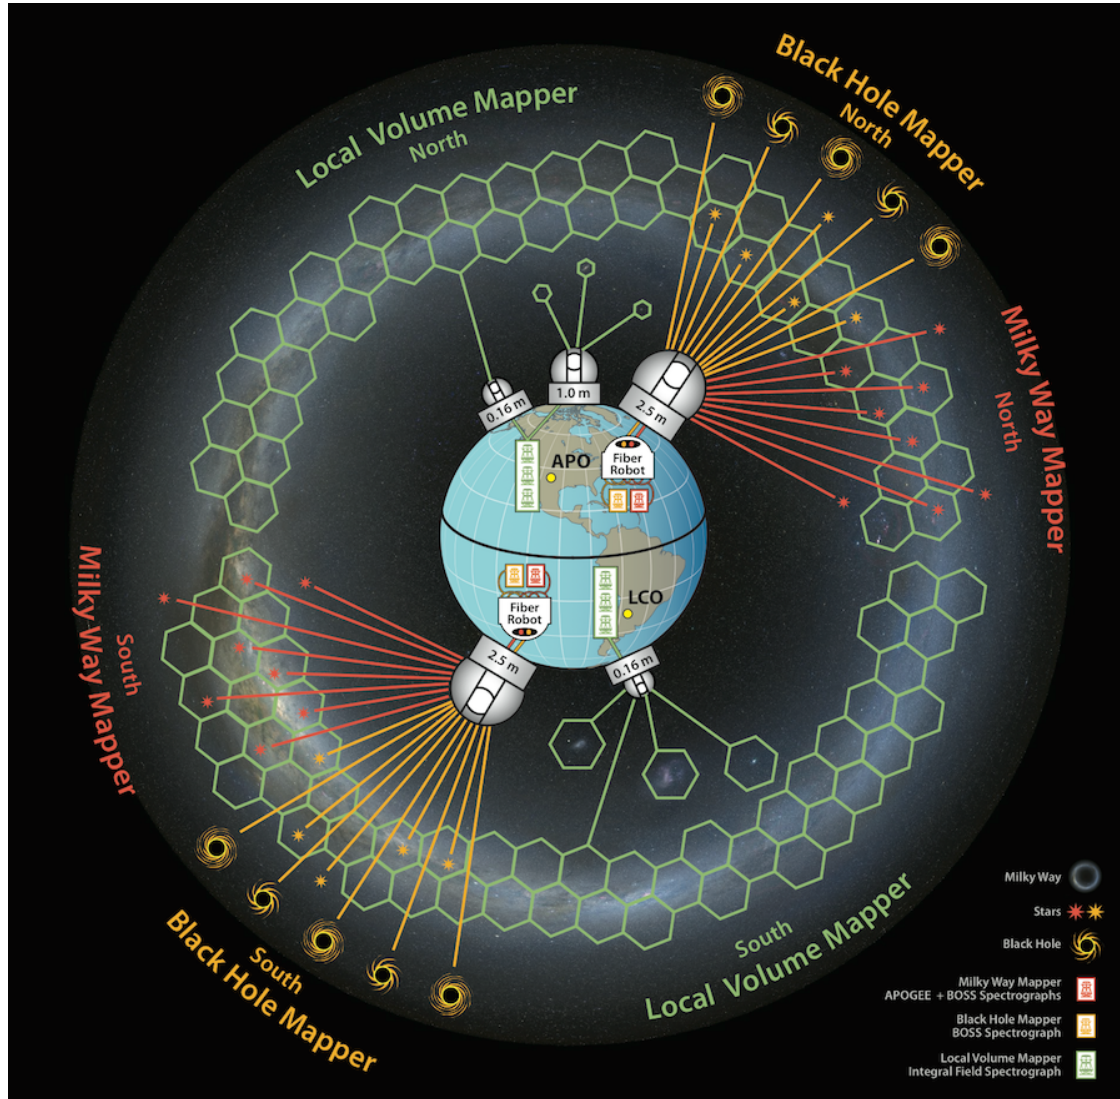 Black Hole Mapper
North
Local Volume Mapper
North
Milky Way Mapper
North
0.16 m
1.0 m
2.5 m
APO
Fiber
Robot
Fiber
Robot
LCO
2.5 m
0.16 m
Milky Way Mapper
South
Black Hole Mapper
South
Local Volume Mapper
South
Milky Way
Stars
Black Hole
Milky Way Mapper
APOGEE + BOSS Spectrographs
Black Hole Mapper
BOSS Spectrograph
Local Volume Mapper
Integral Field Spectrograph